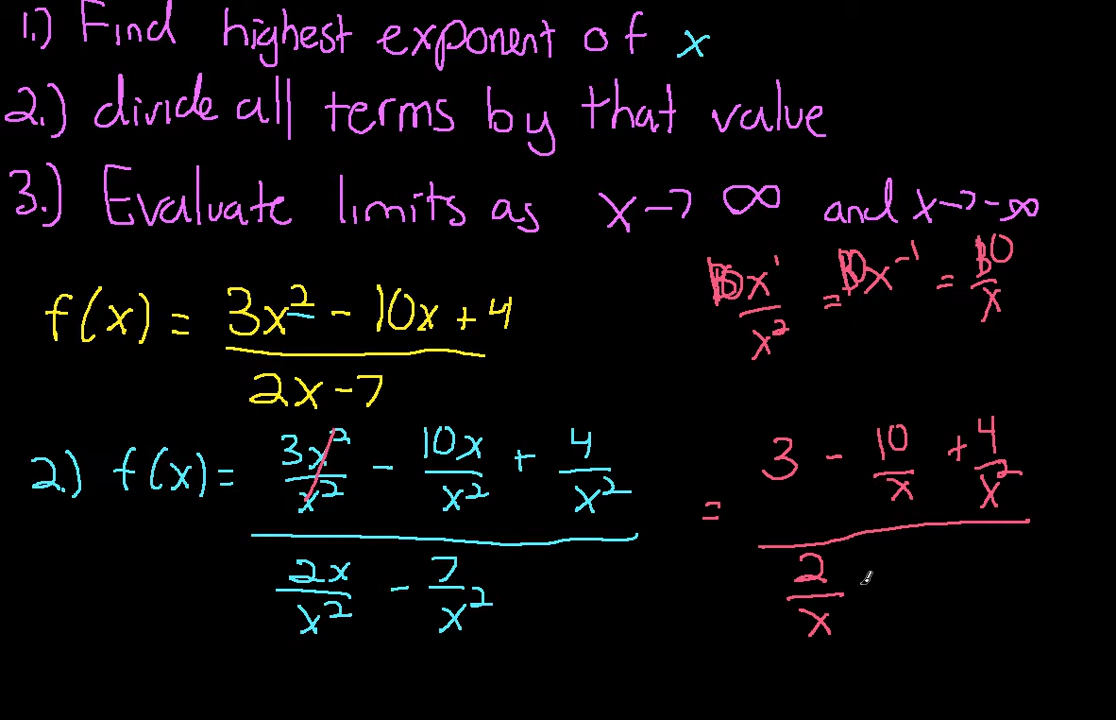 1.) Find highest exponent of x
2.) divide all terms by that value
3.) Evaluate limits as x→∞ and x→-∞
f(x) = (3x² - 10x + 4)/(2x - 7)
10x¹/x² = 10x⁻¹ = 10/x
2.) f(x) = (3x²/x² - 10x/x² + 4/x²)/(2x/x² - 7/x²) = (3 - 10/x + 4/x²)/(2/x